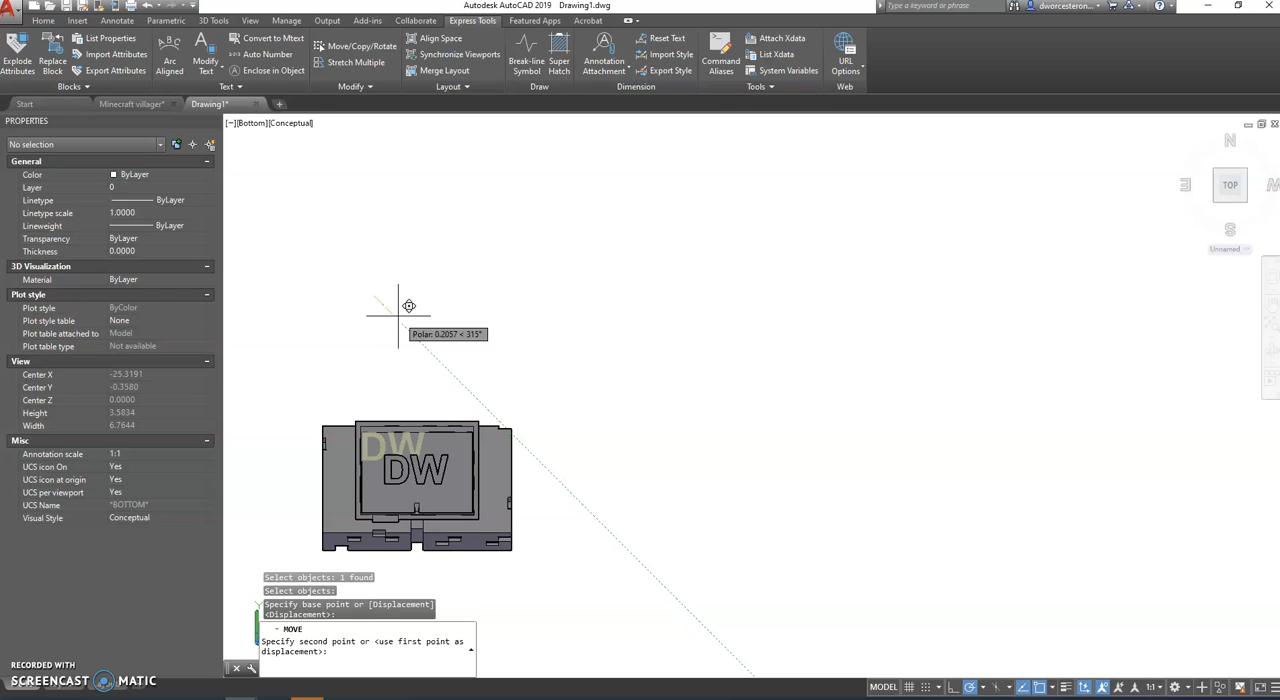 Autodesk AutoCAD 2019 Drawing1.dwg
Type a keyword or phrase
dworcesteron...
Home Insert Annotate Parametric 3D Tools Visualize View Manage Output Add-ins Collaborate Express Tools Featured Apps Acrobat
Explode Attributes
Replace Block
List Properties
Import Attributes
Export Attributes
Arc Aligned
Modify Text
Convert to Mtext
Auto Number
Enclose in Object
Move/Copy/Rotate
Stretch Multiple
Align Space
Synchronize Viewports
Merge Layout
Break-line Symbol
Super Hatch
Annotation Attachment
Reset Text
Import Style
Export Style
Command Aliases
Attach Xdata
List Xdata
System Variables
URL Options
Blocks Text Modify Layout Draw Dimension Tools Web
Start Minecraft villager* Drawing1*
PROPERTIES
[−][Bottom][Conceptual]
No selection
General
Color ByLayer
Layer 0
Linetype ByLayer
Linetype scale 1.0000
Lineweight ByLayer
Transparency ByLayer
Thickness 0.0000
3D Visualization
Material ByLayer
Plot style
Plot style ByColor
Plot style table None
Plot table attached to Model
Plot table type Not available
View
Center X -25.3191
Center Y -0.3580
Center Z 0.0000
Height 3.5834
Width 6.7644
Misc
Annotation scale 1:1
UCS icon On Yes
UCS icon at origin Yes
UCS per viewport Yes
UCS Name *BOTTOM*
Visual Style Conceptual
N
E TOP W
S
Unnamed
Polar: 0.2057 < 315°
DW
DW
Select objects: 1 found
Select objects:
Specify base point or [Displacement]
<Displacement>:
- MOVE
Specify second point or <use first point as
displacement>:
RECORDED WITH
SCREENCAST MATIC
MODEL 1:1